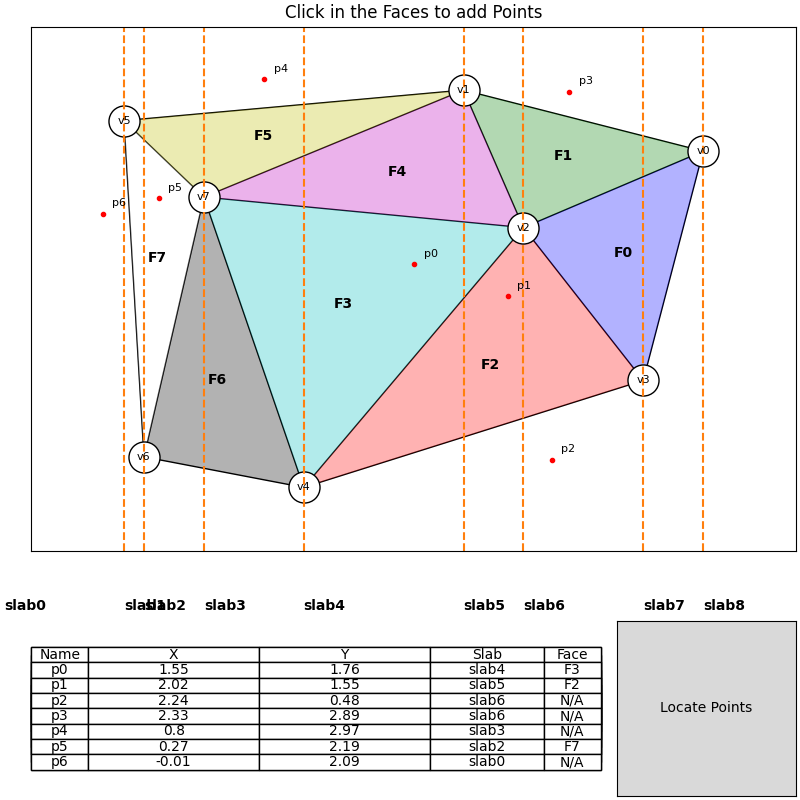 Click in the Faces to add Points
p4
p3
v1
v5
F5
v0
F1
F4
p5
p6
v7
v2
F7
p0
F0
p1
F3
F2
F6
v3
p2
v6
v4
slab0 slab1 slab2 slab3 slab4 slab5 slab6 slab7 slab8
Name X Y Slab Face
p0 1.55 1.76 slab4 F3
p1 2.02 1.55 slab5 F2
p2 2.24 0.48 slab6 N/A
p3 2.33 2.89 slab6 N/A
p4 0.8 2.97 slab3 N/A
p5 0.27 2.19 slab2 F7
p6 -0.01 2.09 slab0 N/A
Locate Points